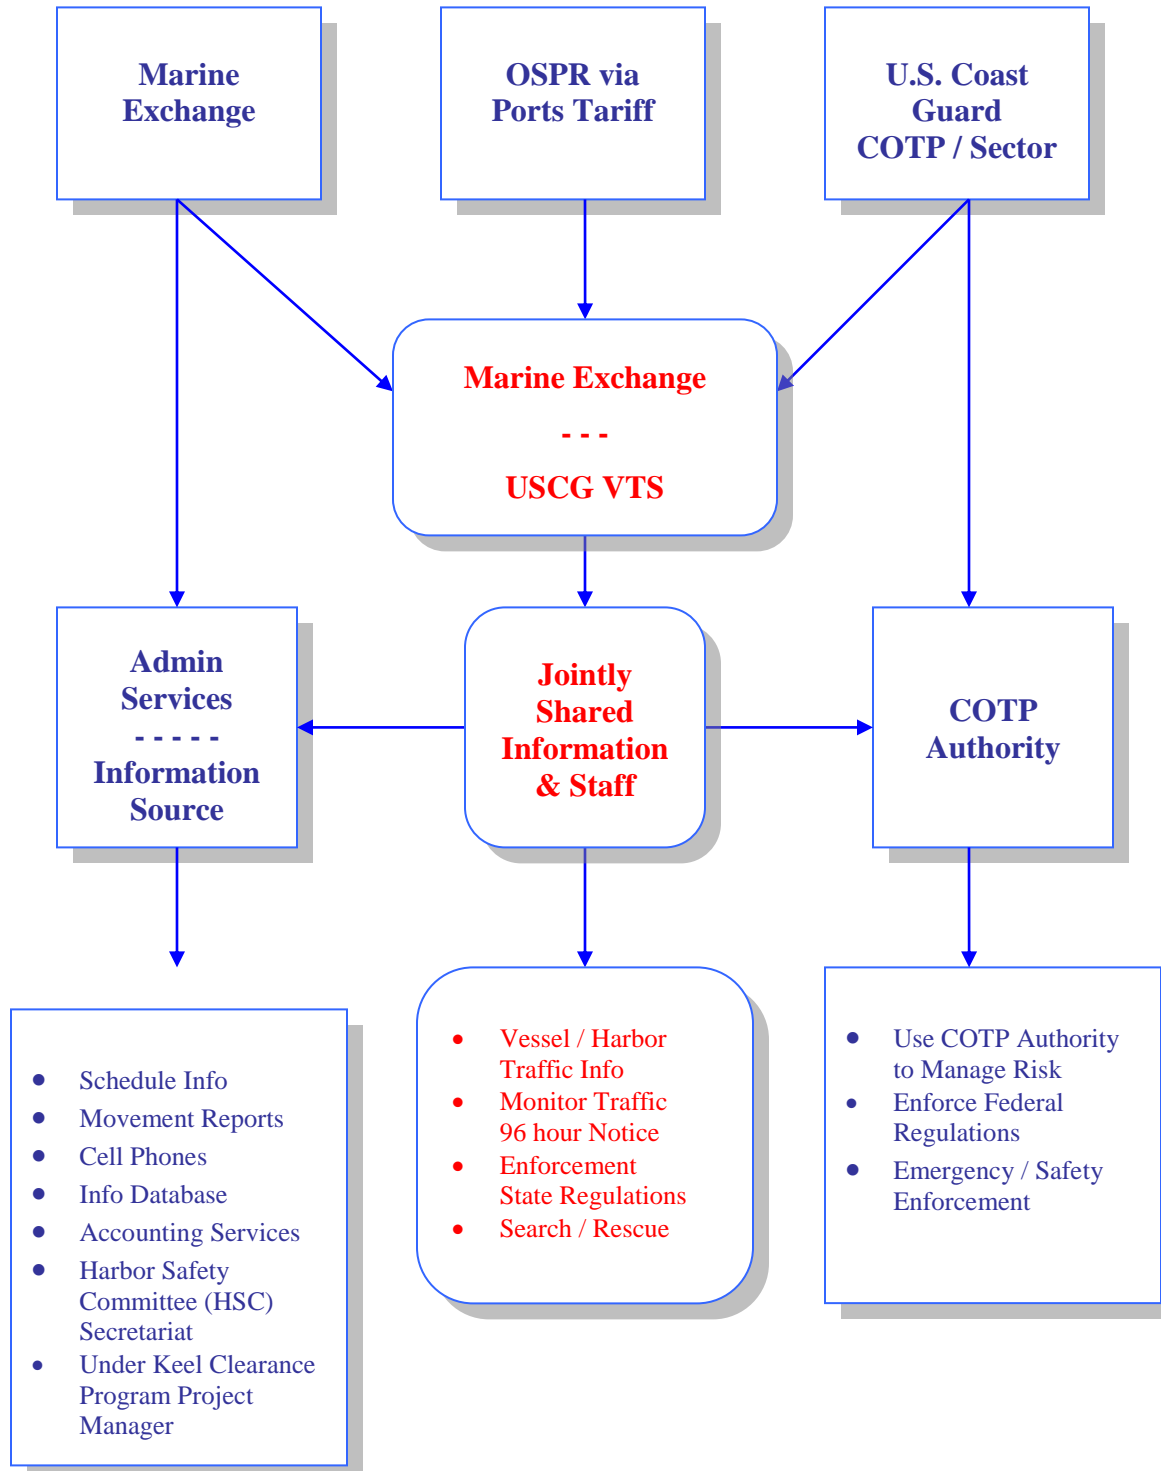 Marine
Exchange
OSPR via
Ports Tariff
U.S. Coast
Guard
COTP / Sector
Marine Exchange
- - -
USCG VTS
Admin
Services
- - - - -
Information
Source
Jointly
Shared
Information
& Staff
COTP
Authority
• Schedule Info
• Movement Reports
• Cell Phones
• Info Database
• Accounting Services
• Harbor Safety
Committee (HSC)
Secretariat
• Under Keel Clearance
Program Project
Manager
• Vessel / Harbor
Traffic Info
• Monitor Traffic
96 hour Notice
• Enforcement
State Regulations
• Search / Rescue
• Use COTP Authority
to Manage Risk
• Enforce Federal
Regulations
• Emergency / Safety
Enforcement